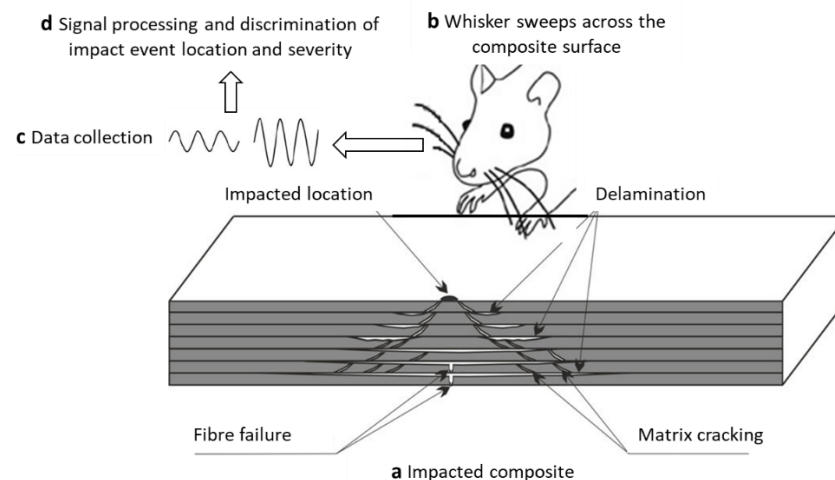 d Signal processing and discrimination of
impact event location and severity
b Whisker sweeps across the
composite surface
c Data collection
Impacted location
Delamination
Fibre failure
Matrix cracking
a Impacted composite